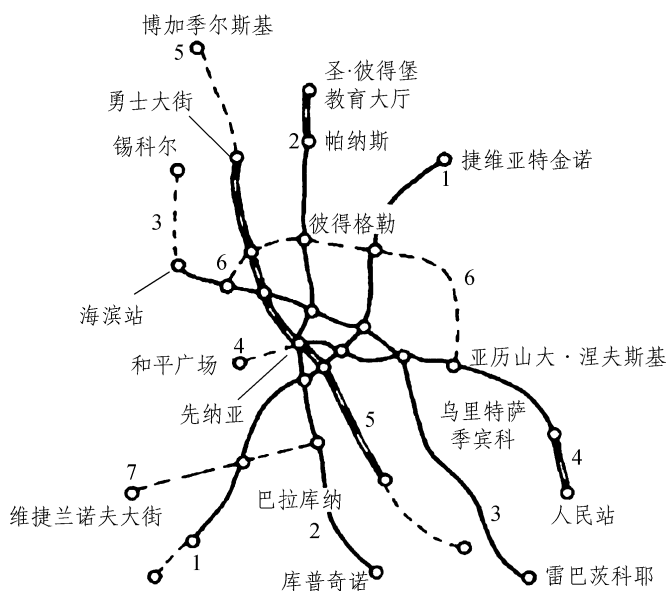 博加季尔斯基
5
圣·彼得堡
教育大厅
勇士大街
2
帕纳斯
锡科尔
捷维亚特金诺
1
3
彼得格勒
6
6
海滨站
4
和平广场
亚历山大·涅夫斯基
先纳亚
乌里特萨
季宾科
5
7
4
维捷兰诺夫大街
巴拉库纳
2
3
人民站
1
库普奇诺
雷巴茨科耶